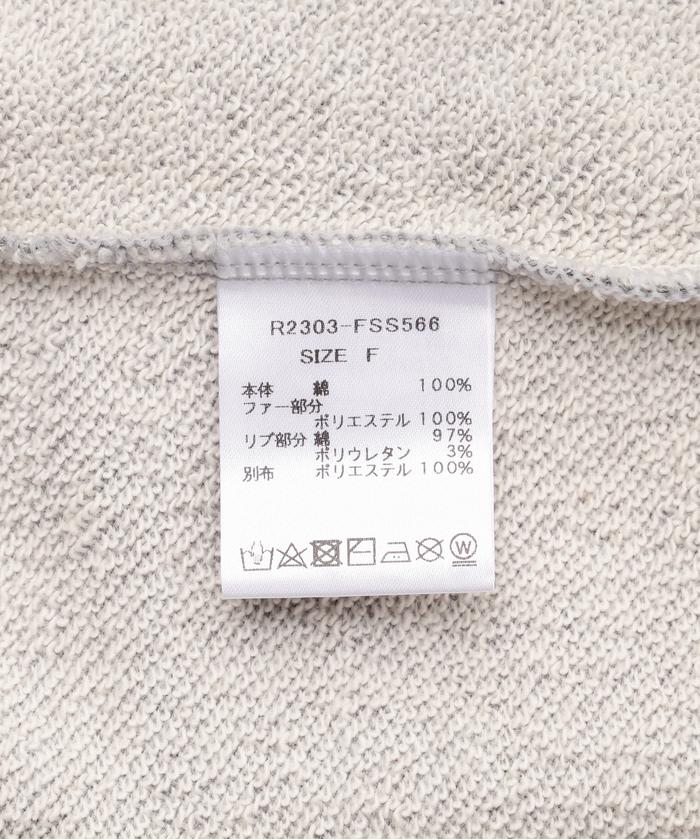 R2303-FSS566
SIZE F
本体 綿 100%
ファー部分
ポリエステル 100%
リブ部分 綿 97%
ポリウレタン 3%
別布 ポリエステル 100%
W